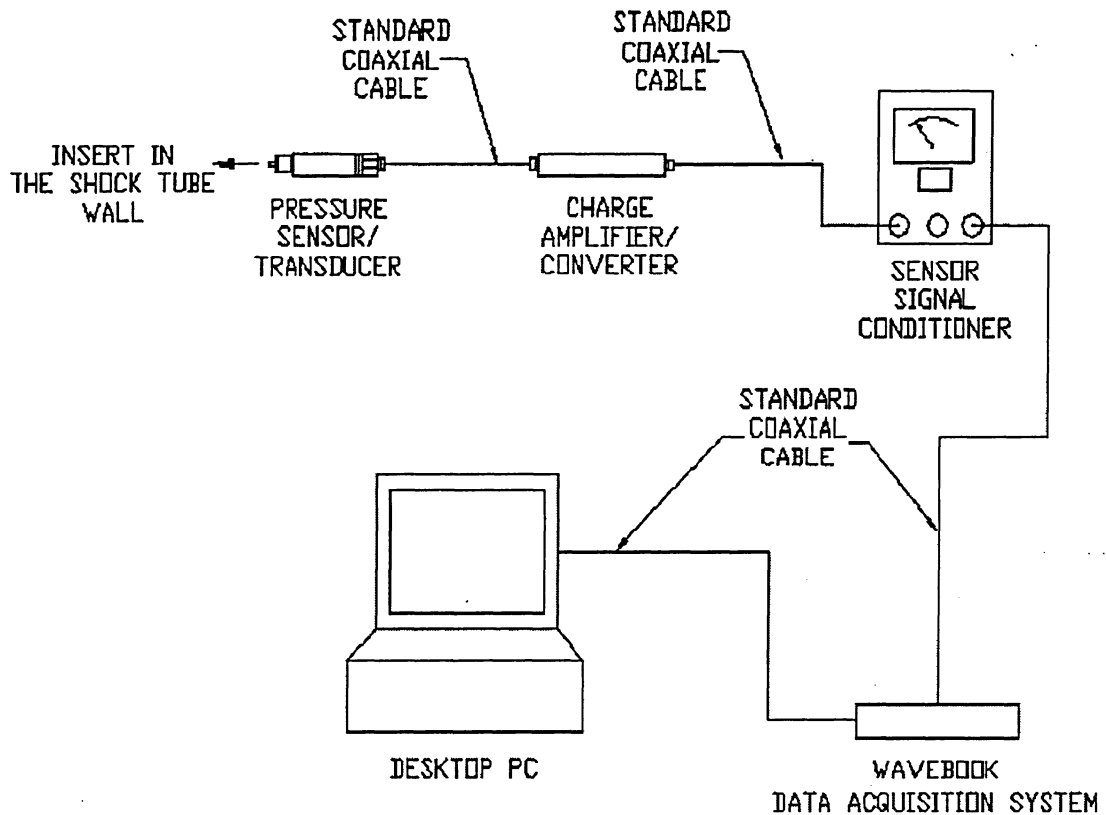 STANDARD
COAXIAL
CABLE
STANDARD
COAXIAL
CABLE
INSERT IN
THE SHOCK TUBE
WALL
PRESSURE
SENSOR/
TRANSDUCER
CHARGE
AMPLIFIER/
CONVERTER
SENSOR
SIGNAL
CONDITIONER
STANDARD
COAXIAL
CABLE
DESKTOP PC
WAVEBOOK
DATA ACQUISITION SYSTEM